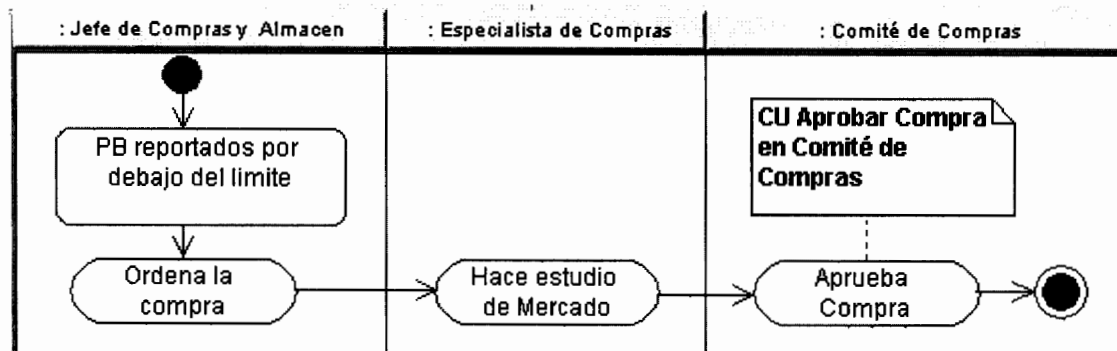 : Jefe de Compras y Almacen
: Especialista de Compras
: Comité de Compras
PB reportados por
debajo del limite
CU Aprobar Compra
en Comité de
Compras
Ordena la
compra
Hace estudio
de Mercado
Aprueba
Compra